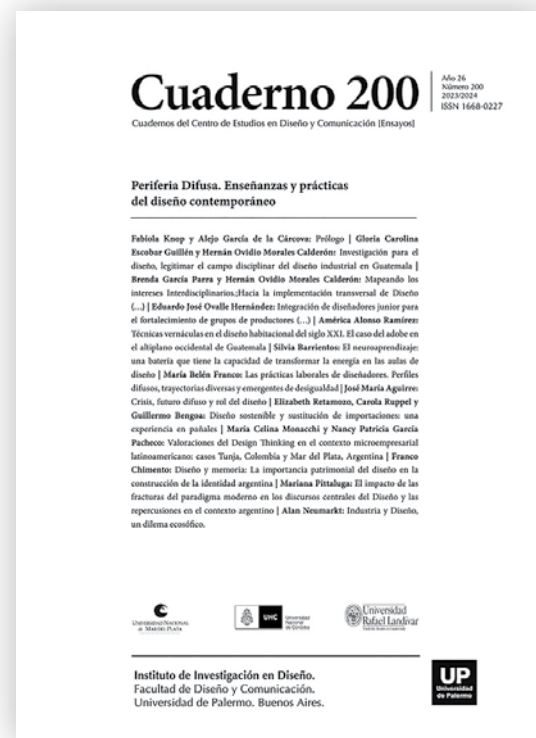 Cuaderno 200
Año 26
Número 200
2023/2024
ISSN 1668-0227
Cuadernos del Centro de Estudios en Diseño y Comunicación [Ensayos]
Periferia Difusa. Enseñanzas y prácticas
del diseño contemporáneo
Fabiola Knop y Alejo García de la Cárcova: Prólogo | Gloria Carolina
Escobar Guillén y Hernán Ovidio Morales Calderón: Investigación para el
diseño, legitimar el campo disciplinar del diseño industrial en Guatemala |
Brenda García Parra y Hernán Ovidio Morales Calderón: Mapeando los
intereses Interdisciplinarios.;Hacia la implementación transversal de Diseño
(...) | Eduardo José Ovalle Hernández: Integración de diseñadores junior para
el fortalecimiento de grupos de productores (...) | América Alonso Ramírez:
Técnicas vernáculas en el diseño habitacional del siglo XXI. El caso del adobe en
el altiplano occidental de Guatemala | Silvia Barrientos: El neuroaprendizaje:
una batería que tiene la capacidad de transformar la energía en las aulas de
diseño | María Belén Franco: Las prácticas laborales de diseñadores. Perfiles
difusos, trayectorias diversas y emergentes de desigualdad | José María Aguirre:
Crisis, futuro difuso y rol del diseño | Elizabeth Retamozo, Carola Ruppel y
Guillermo Bengoa: Diseño sostenible y sustitución de importaciones: una
experiencia en pañales | María Celina Monacchi y Nancy Patricia García
Pacheco: Valoraciones del Design Thinking en el contexto microempresarial
latinoamericano: casos Tunja, Colombia y Mar del Plata, Argentina | Franco
Chimento: Diseño y memoria: La importancia patrimonial del diseño en la
construcción de la identidad argentina | Mariana Pittaluga: El impacto de las
fracturas del paradigma moderno en los discursos centrales del Diseño y las
repercusiones en el contexto argentino | Alan Neumarkt: Industria y Diseño,
un dilema ecosófico.
Universidad Nacional
de Mar del Plata
UNC
Universidad
Nacional
de Córdoba
Universidad
Rafael Landívar
Instituto de Investigación en Diseño.
Facultad de Diseño y Comunicación.
Universidad de Palermo. Buenos Aires.
UP
Universidad
de Palermo